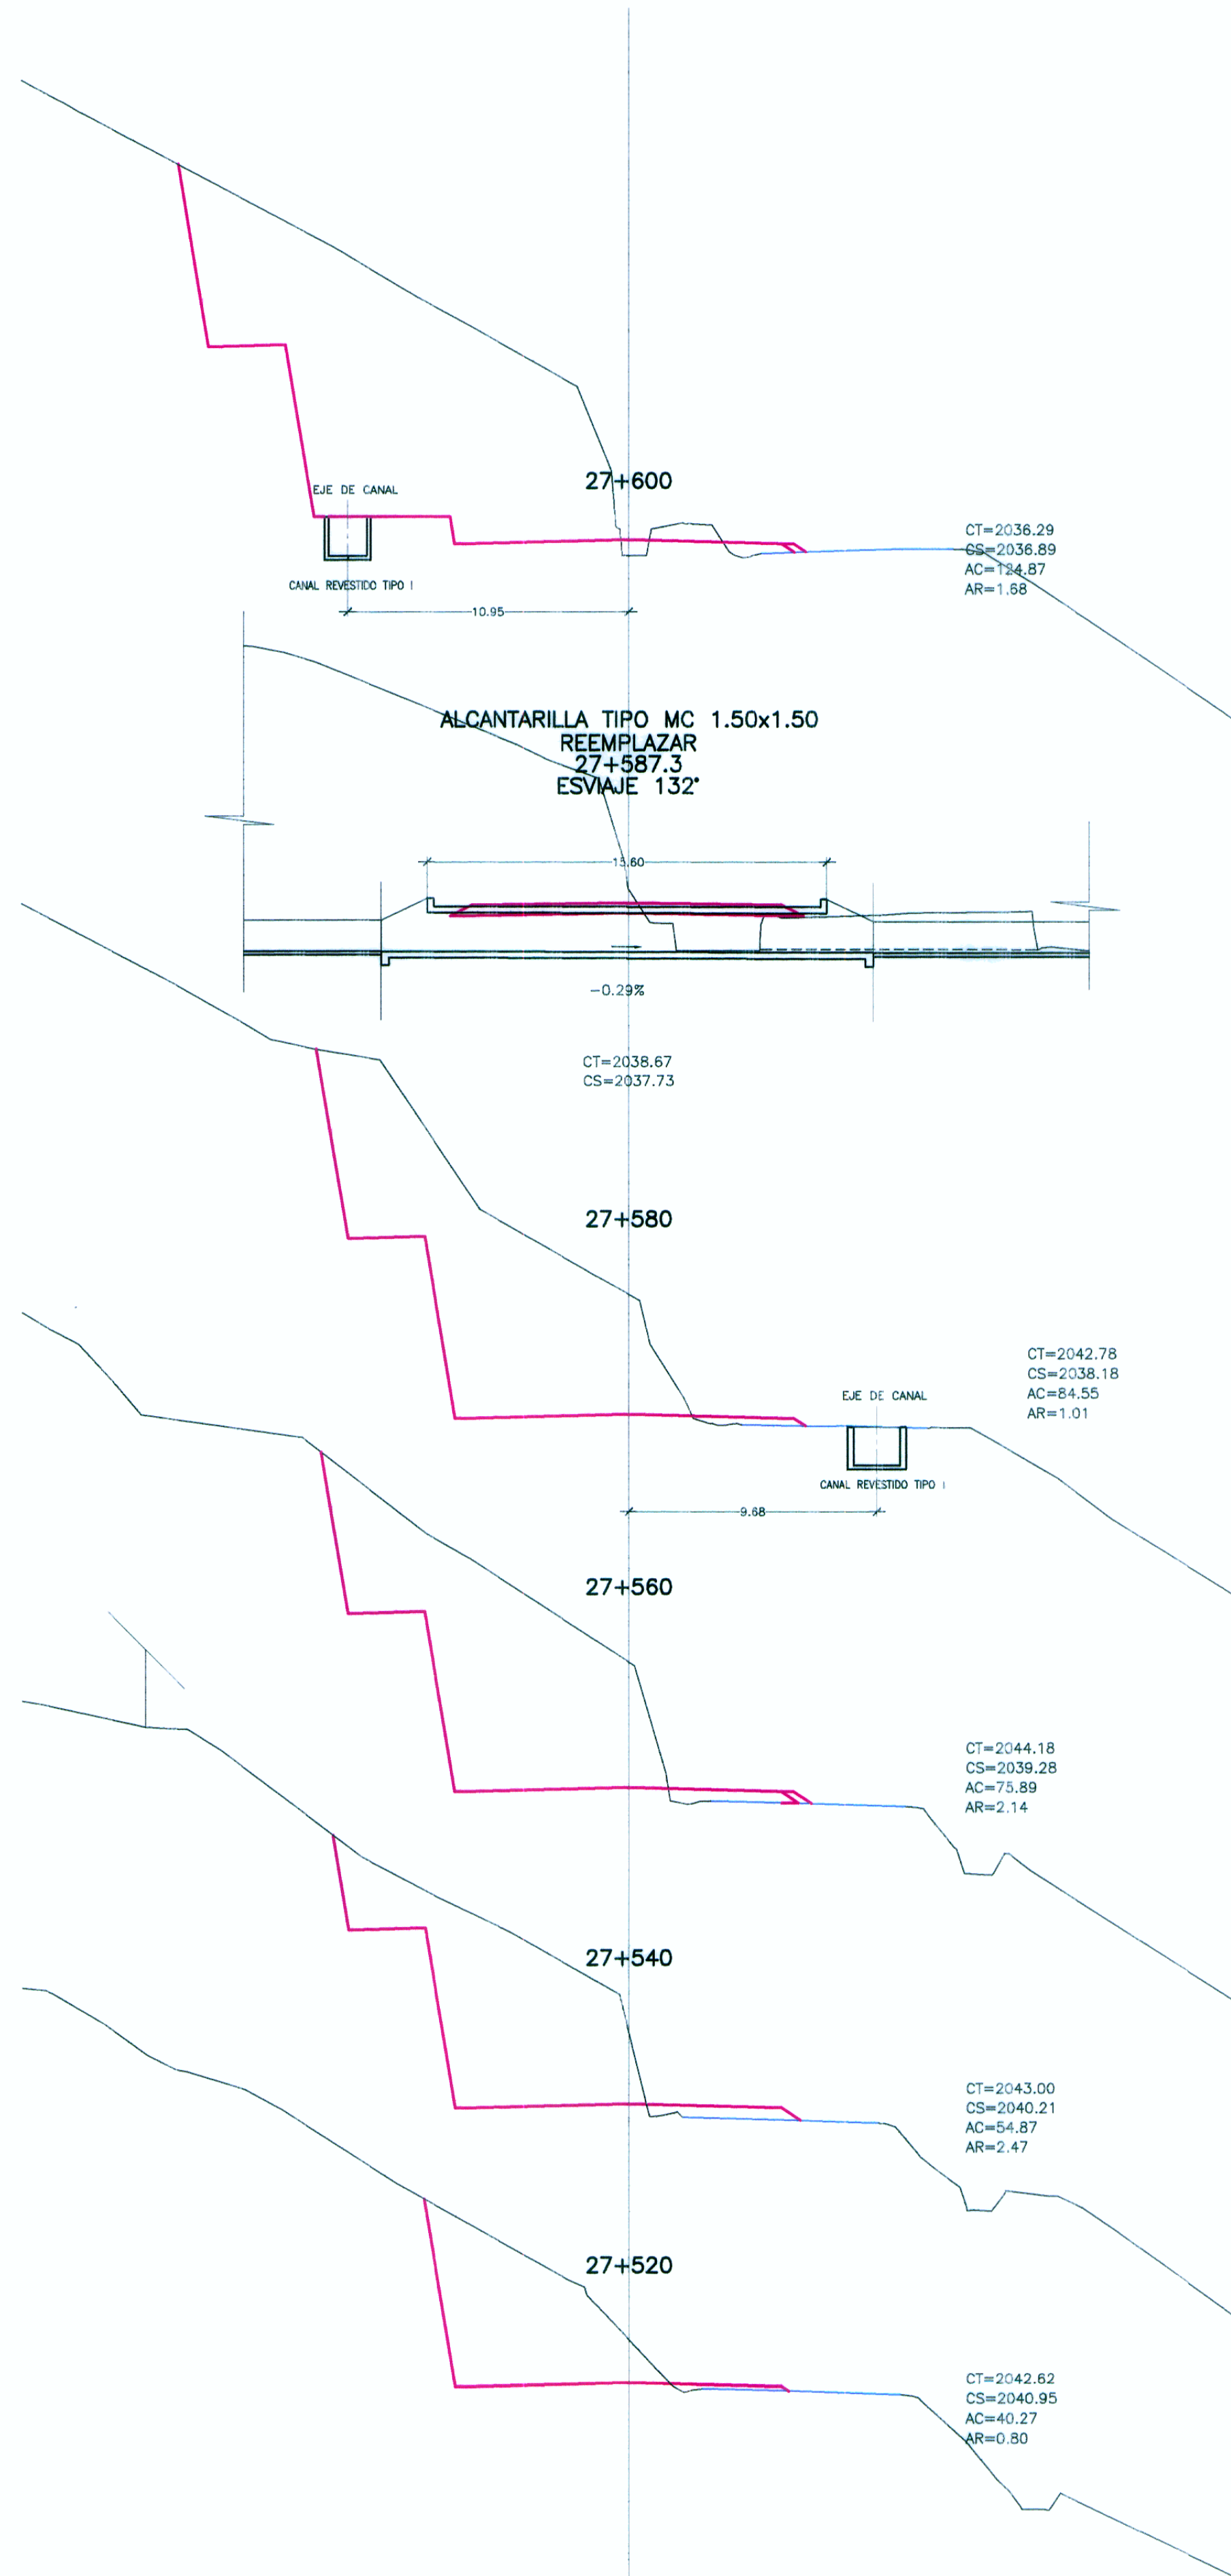 27+600
EJE DE CANAL
CT=2036.29
CS=2036.89
AC=124.87
AR=1.68
CANAL REVESTIDO TIPO I
10.95
ALCANTARILLA TIPO MC 1.50x1.50
REEMPLAZAR
27+587.3
ESVIAJE 132°
15.60
-0.29%
CT=2038.67
CS=2037.73
27+580
CT=2042.78
CS=2038.18
AC=84.55
AR=1.01
EJE DE CANAL
CANAL REVESTIDO TIPO I
9.68
27+560
CT=2044.18
CS=2039.28
AC=75.89
AR=2.14
27+540
CT=2043.00
CS=2040.21
AC=54.87
AR=2.47
27+520
CT=2042.62
CS=2040.95
AC=40.27
AR=0.80